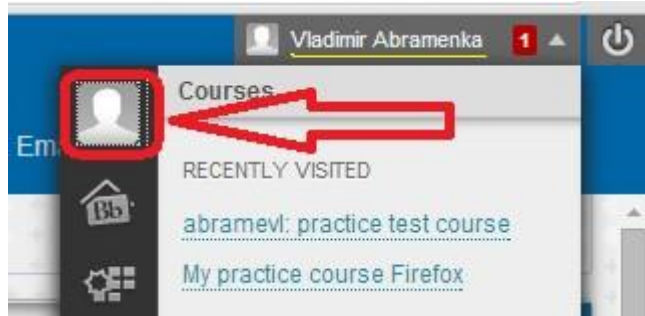 Vladimir Abramenka 1
Courses
Em
RECENTLY VISITED
Bb
abramevl: practice test course
My practice course Firefox